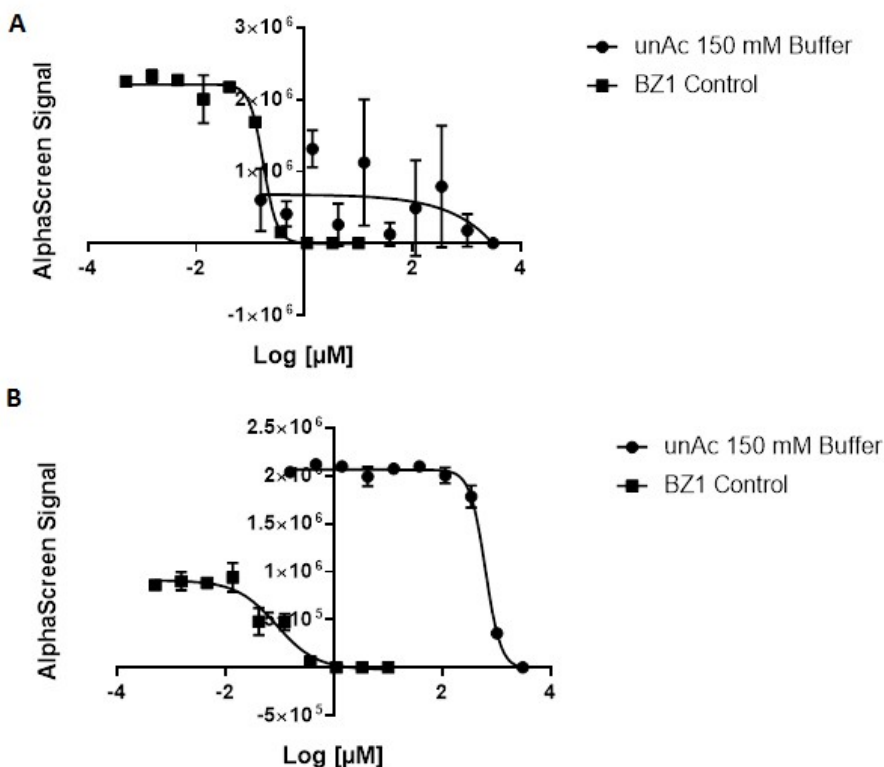 A
AlphaScreen Signal
3×10⁶
2×10⁶
1×10⁶
-1×10⁶
-4
-2
2
4
Log [µM]
unAc 150 mM Buffer
BZ1 Control
B
AlphaScreen Signal
2.5×10⁶
2×10⁶
1.5×10⁶
1×10⁶
5×10⁵
-5×10⁵
-4
-2
2
4
Log [µM]
unAc 150 mM Buffer
BZ1 Control